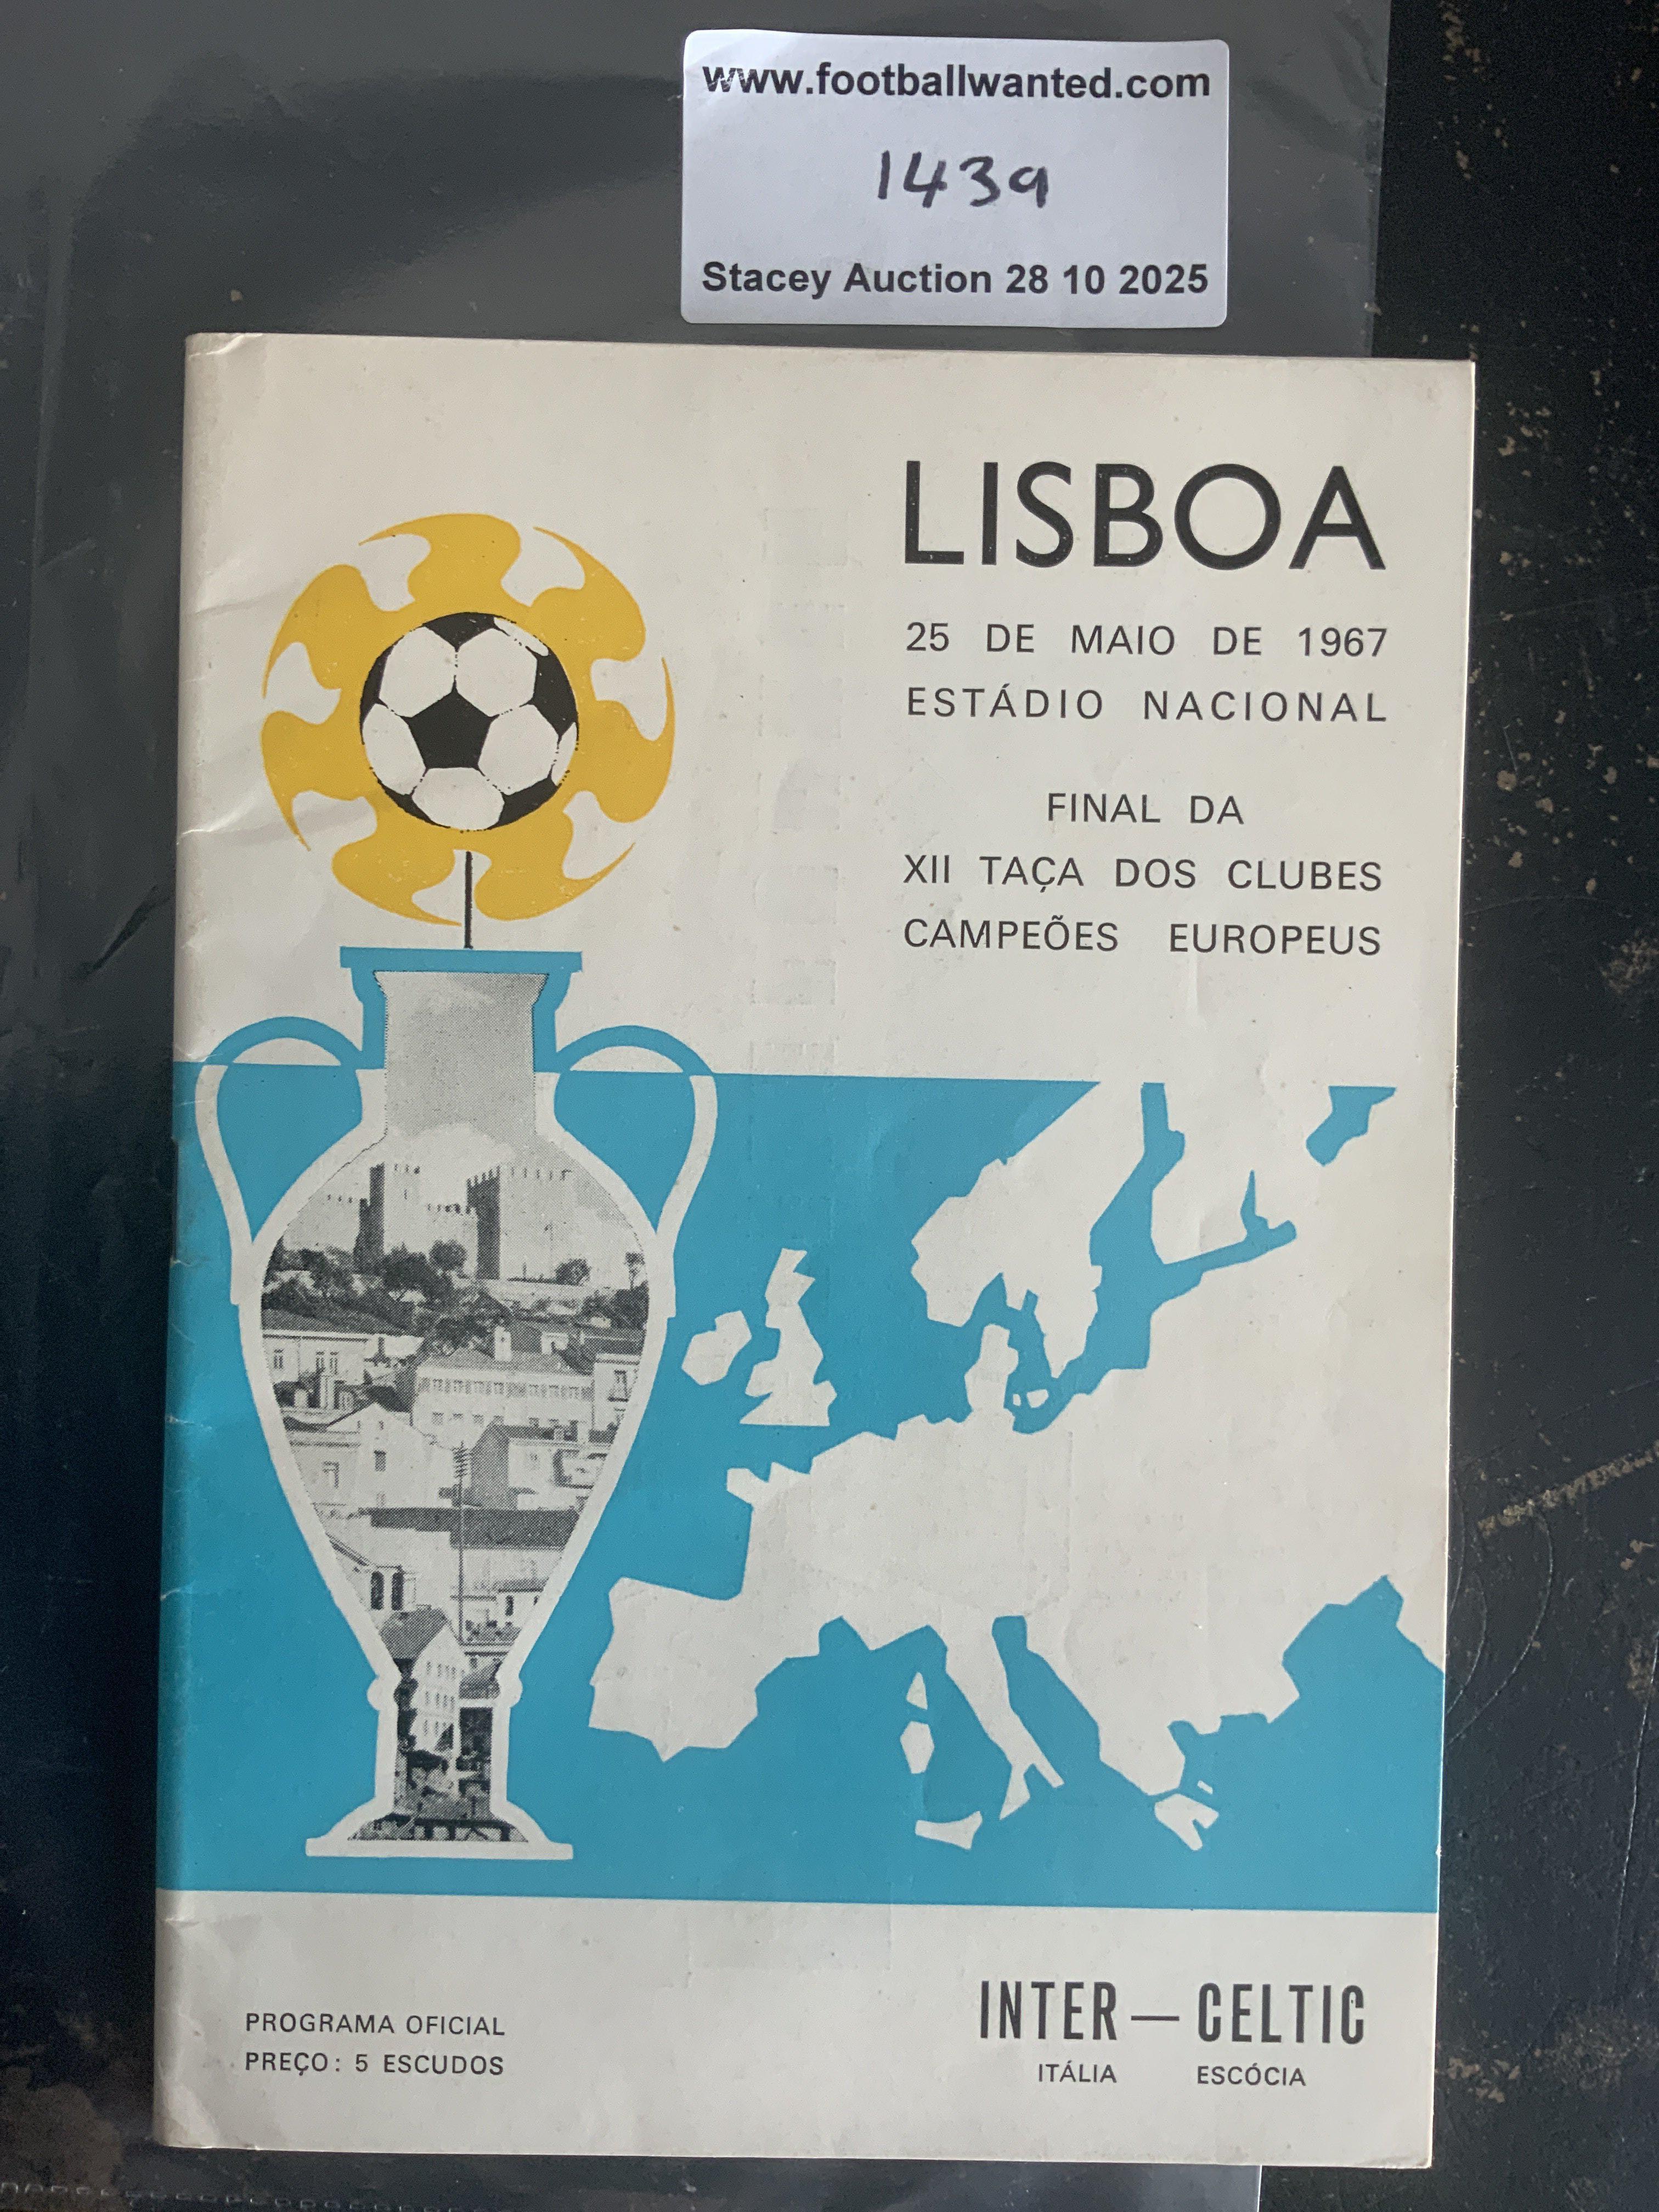 www.footballwanted.com
1439
Stacey Auction 28 10 2025
LISBOA
25 DE MAIO DE 1967
ESTÁDIO NACIONAL
FINAL DA
XII TAÇA DOS CLUBES
CAMPEÕES EUROPEUS
PROGRAMA OFICIAL
PREÇO: 5 ESCUDOS
INTER — CELTIC
ITÁLIA ESCÓCIA